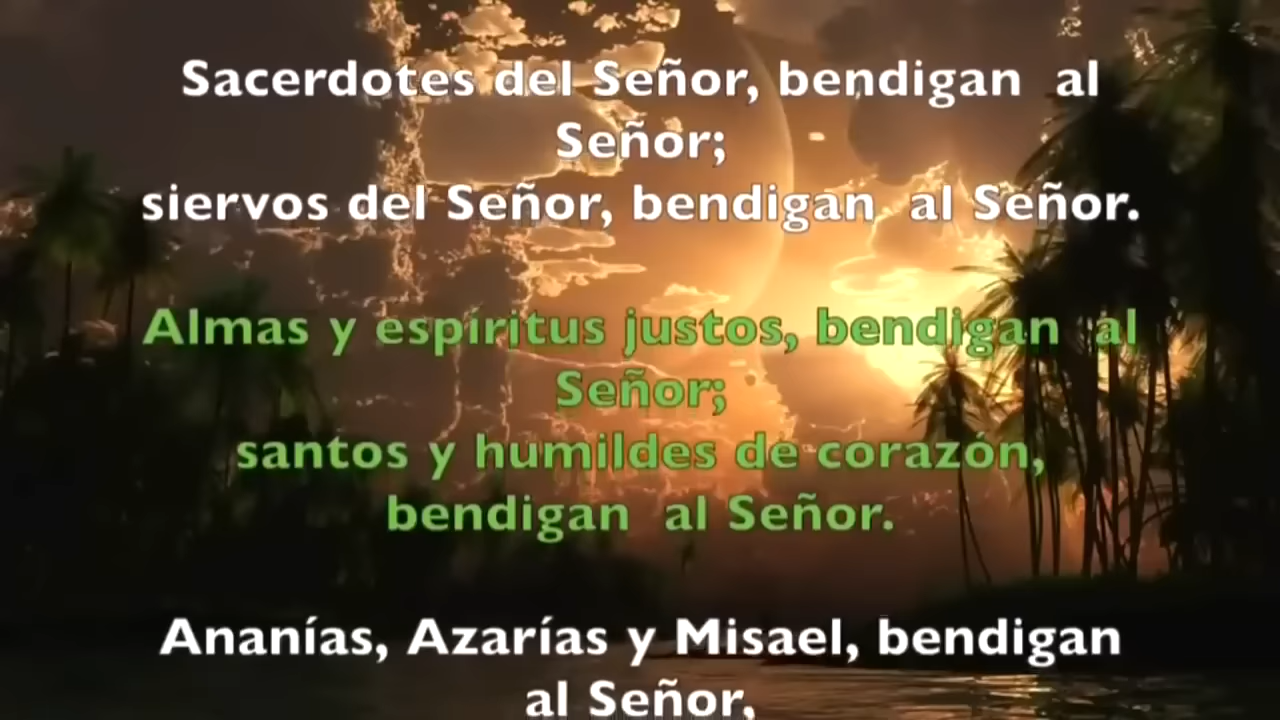 Sacerdotes del Señor, bendigan al
Señor;
siervos del Señor, bendigan al Señor.
Almas y espíritus justos, bendigan al
Señor;
santos y humildes de corazón,
bendigan al Señor.
Ananías, Azarías y Misael, bendigan
al Señor,